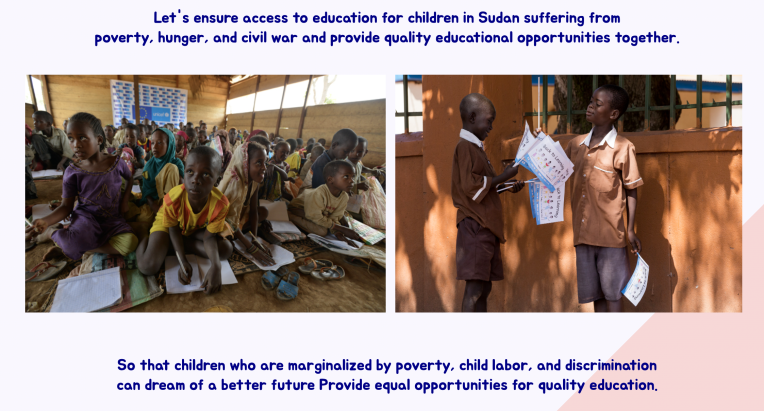 Let's ensure access to education for children in Sudan suffering from
poverty, hunger, and civil war and provide quality educational opportunities together.
So that children who are marginalized by poverty, child labor, and discrimination
can dream of a better future Provide equal opportunities for quality education.